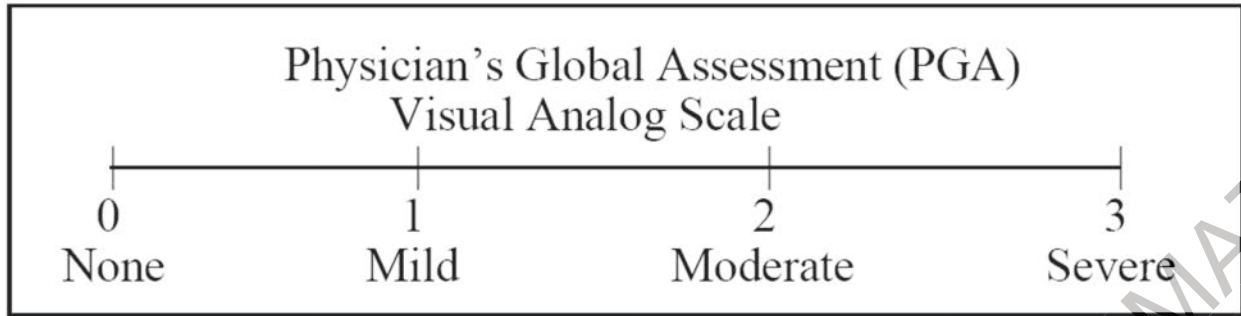 Physician’s Global Assessment (PGA)
Visual Analog Scale
0 1 2 3
None Mild Moderate Severe